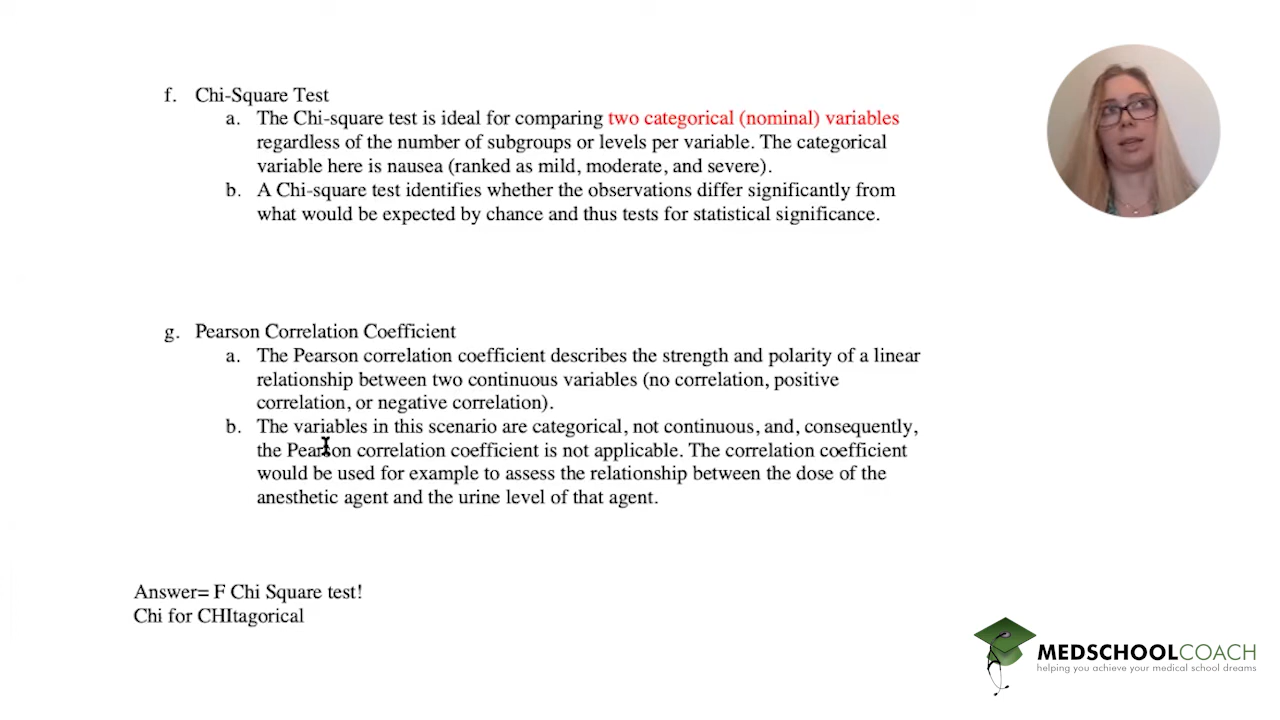 f. Chi-Square Test
a. The Chi-square test is ideal for comparing two categorical (nominal) variables
regardless of the number of subgroups or levels per variable. The categorical
variable here is nausea (ranked as mild, moderate, and severe).
b. A Chi-square test identifies whether the observations differ significantly from
what would be expected by chance and thus tests for statistical significance.
g. Pearson Correlation Coefficient
a. The Pearson correlation coefficient describes the strength and polarity of a linear
relationship between two continuous variables (no correlation, positive
correlation, or negative correlation).
b. The variables in this scenario are categorical, not continuous, and, consequently,
the Pearson correlation coefficient is not applicable. The correlation coefficient
would be used for example to assess the relationship between the dose of the
anesthetic agent and the urine level of that agent.
Answer= F Chi Square test!
Chi for CHItagorical
MEDSCHOOLCOACH
helping you achieve your medical school dreams